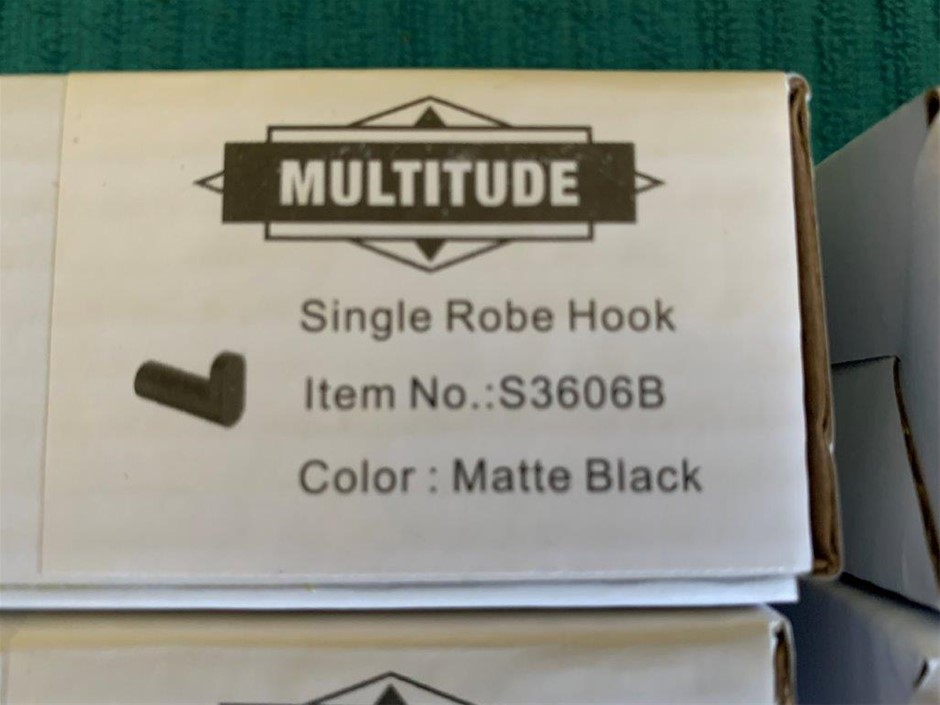 MULTITUDE
Single Robe Hook
Item No.:S3606B
Color : Matte Black